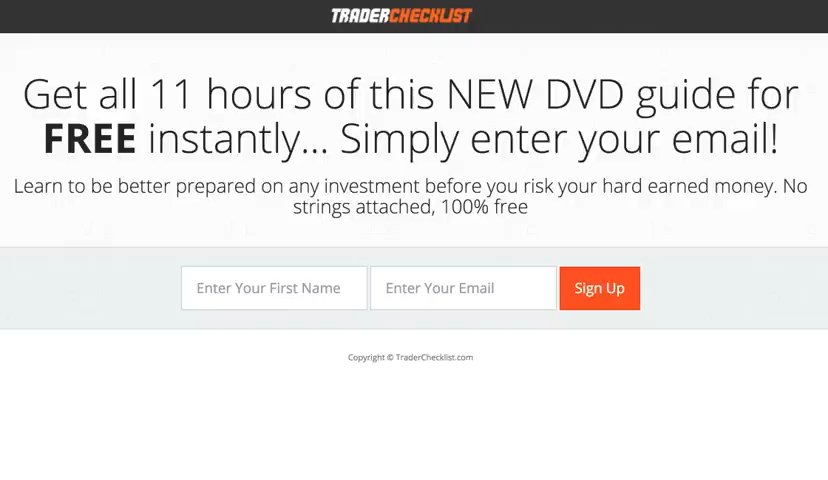 TRADERCHECKLIST
Get all 11 hours of this NEW DVD guide for
FREE instantly... Simply enter your email!
Learn to be better prepared on any investment before you risk your hard earned money. No
strings attached, 100% free
Enter Your First Name Enter Your Email Sign Up
Copyright © TraderChecklist.com